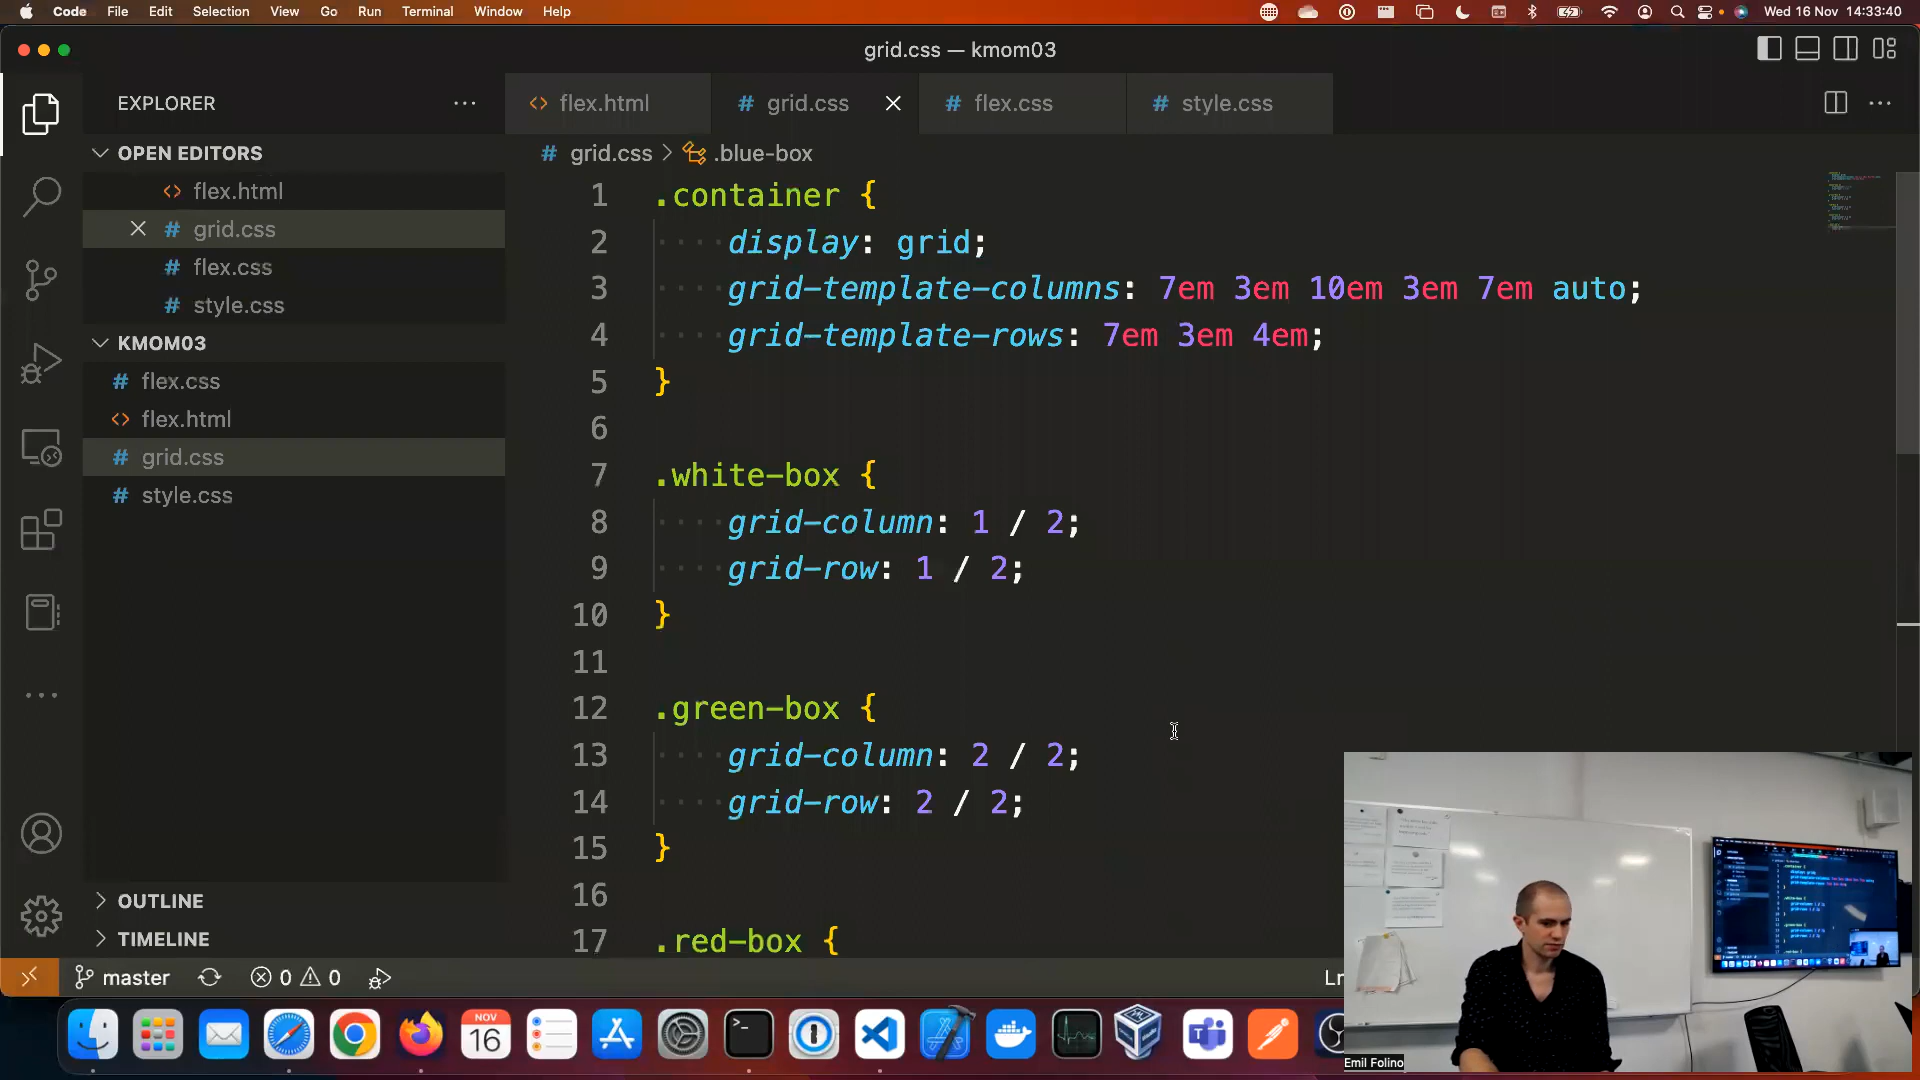 Code File Edit Selection View Go Run Terminal Window Help
Wed 16 Nov 14:33:40
grid.css — kmom03
EXPLORER
flex.html
grid.css
flex.css
style.css
OPEN EDITORS
grid.css > .blue-box
flex.html
grid.css
flex.css
style.css
KMOM03
flex.css
flex.html
grid.css
style.css
1 .container {
2 display: grid;
3 grid-template-columns: 7em 3em 10em 3em 7em auto;
4 grid-template-rows: 7em 3em 4em;
5 }
6
7 .white-box {
8 grid-column: 1 / 2;
9 grid-row: 1 / 2;
10 }
11
12 .green-box {
13 grid-column: 2 / 2;
14 grid-row: 2 / 2;
15 }
16
17 .red-box {
OUTLINE
TIMELINE
master
0
0
Ln
NOV
16
Emil Folino